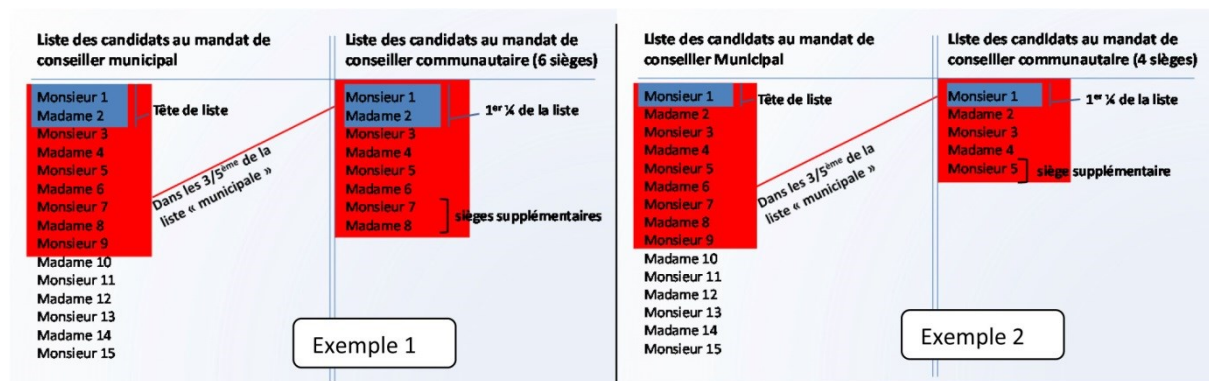 Liste des candidats au mandat de
conseiller municipal
Monsieur 1
Madame 2
Monsieur 3
Madame 4
Monsieur 5
Madame 6
Monsieur 7
Madame 8
Monsieur 9
Madame 10
Monsieur 11
Madame 12
Monsieur 13
Madame 14
Monsieur 15
Tête de liste
Dans les 3/5ème de la
liste « municipale »
Liste des candidats au mandat de
conseiller communautaire (6 sièges)
Monsieur 1
Madame 2
Monsieur 3
Madame 4
Monsieur 5
Madame 6
Monsieur 7
Madame 8
1er ¼ de la liste
sièges supplémentaires
Exemple 1
Liste des candidats au mandat de
conseiller Municipal
Monsieur 1
Madame 2
Monsieur 3
Madame 4
Monsieur 5
Madame 6
Monsieur 7
Madame 8
Monsieur 9
Madame 10
Monsieur 11
Madame 12
Monsieur 13
Madame 14
Monsieur 15
Tête de liste
Dans les 3/5ème de la
liste « municipale »
Liste des candidats au mandat de
conseiller communautaire (4 sièges)
Monsieur 1
Madame 2
Monsieur 3
Madame 4
Monsieur 5
1er ¼ de la liste
siège supplémentaire
Exemple 2